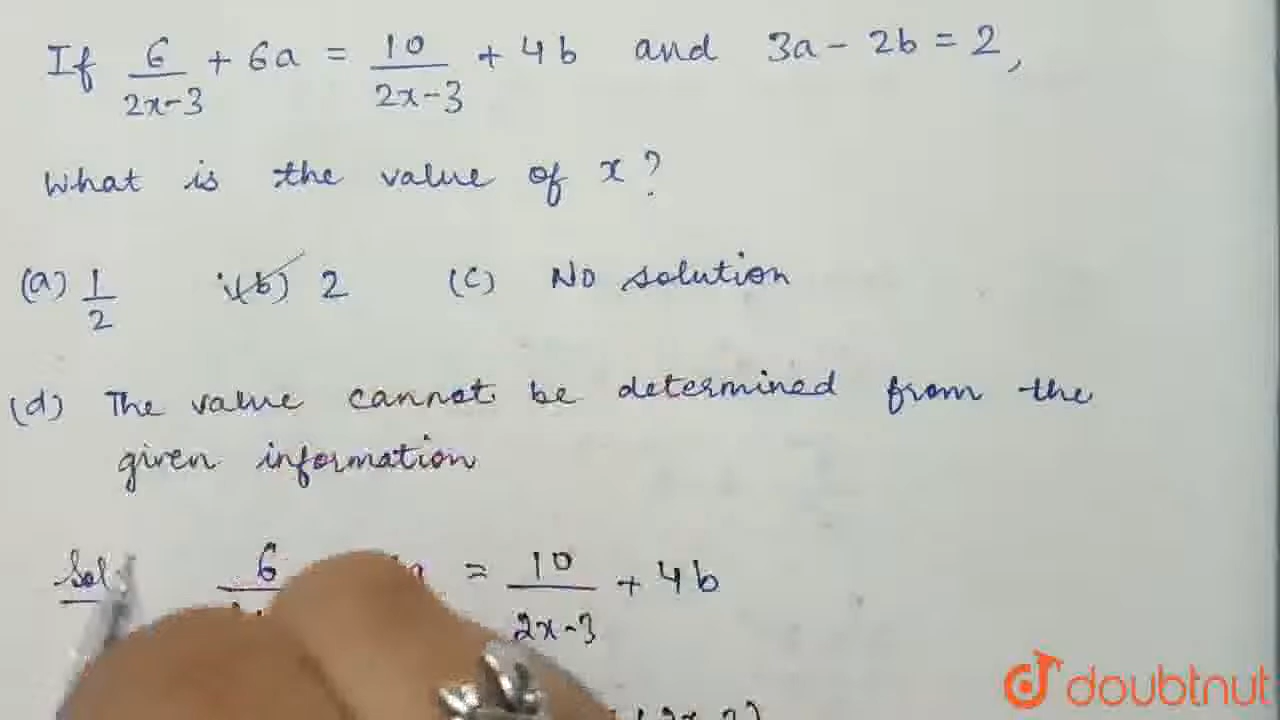 If 6/(2x-3) + 6a = 10/(2x-3) + 4b and 3a - 2b = 2,
What is the value of x?
(a) 1/2 (b) 2 (c) No solution
(d) The value cannot be determined from the
given information
Sol. 6 = 10/(2x-3) + 4b
doubtnut